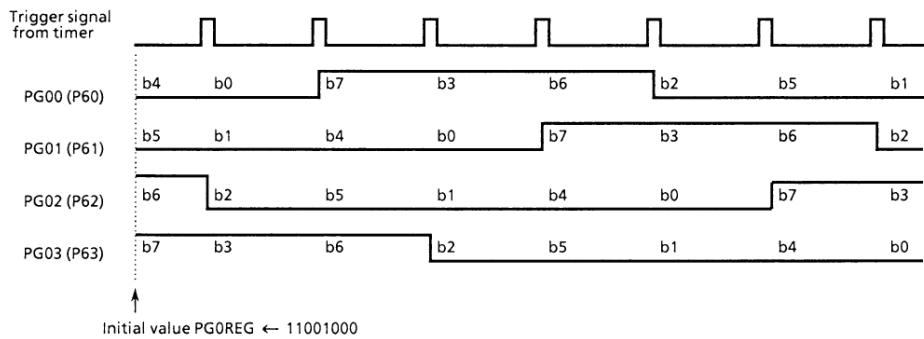 Trigger signal
from timer
PG00 (P60) b4 b0 b7 b3 b6 b2 b5 b1
PG01 (P61) b5 b1 b4 b0 b7 b3 b6 b2
PG02 (P62) b6 b2 b5 b1 b4 b0 b7 b3
PG03 (P63) b7 b3 b6 b2 b5 b1 b4 b0
Initial value PG0REG ← 11001000